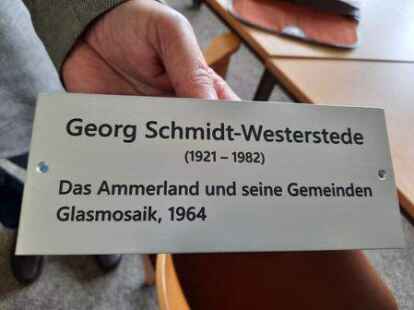 Georg Schmidt-Westerstede
(1921 – 1982)
Das Ammerland und seine Gemeinden
Glasmosaik, 1964